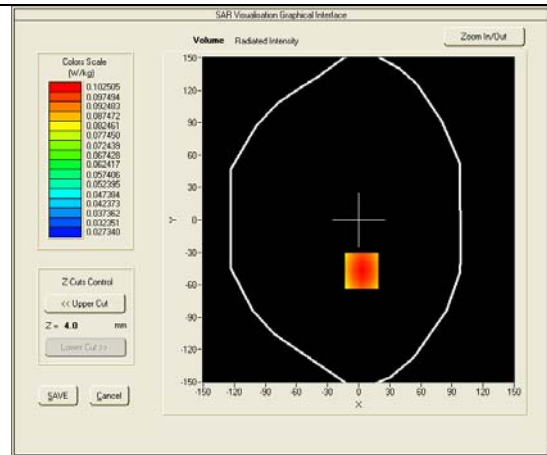 SAR Visualisation Graphical Interface
Volume Radiated Intensity
Zoom In/Out
Colors Scale
(W/kg)
0.102505
0.097494
0.092483
0.087472
0.082461
0.077450
0.072439
0.067428
0.062417
0.057406
0.052395
0.047384
0.042373
0.037362
0.032351
0.027340
Z Cuts Control
<< Upper Cut
Z = 4.0 mm
Lower Cut >>
SAVE Cancel
150-
120-
90-
60-
30-
0-
-30-
-60-
-90-
-120-
-150-
Y
-150 -120 -90 -60 -30 0 30 60 90 120 150
X